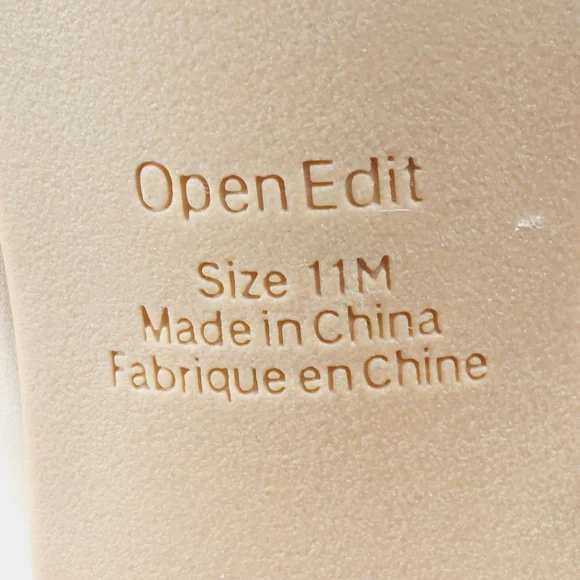 Open Edit
Size 11M
Made in China
Fabrique en Chine